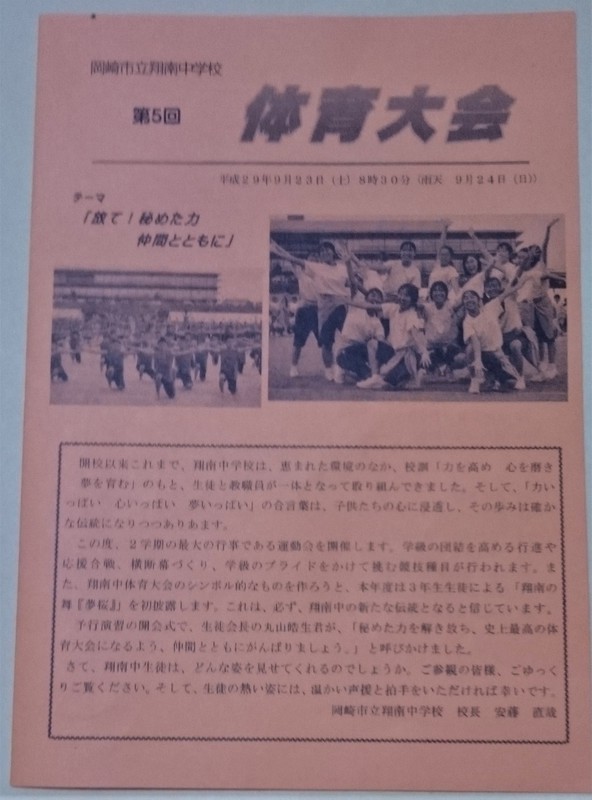 岡崎市立翔南中学校
第5回 体育大会
平成29年9月23日(土)8時30分(雨天 9月24日(日))
テーマ
「放て!秘めた力
仲間とともに」
開校以来これまで、翔南中学校は、恵まれた環境のなか、校訓「力を高め 心を磨き
夢を育む」のもと、生徒と教職員が一体となって取り組んできました。そして、「力い
っぱい 心いっぱい 夢いっぱい」の合言葉は、子供たちの心に浸透し、その歩みは確か
な伝統になりつつあります。
この度、2学期の最大の行事である運動会を開催します。学級の団結を高める行進や
応援合戦、横断幕づくり、学級のプライドをかけて挑む競技種目が行われます。ま
た、翔南中体育大会のシンボル的なものを作ろうと、本年度は3年生生徒による「翔南の
舞『夢桜』」を初披露します。これは、必ず、翔南中の新たな伝統となると信じています。
予行演習の開会式で、生徒会長の丸山晧生君が、「秘めた力を解き放ち、史上最高の体
育大会になるよう、仲間とともにがんばりましょう。」と呼びかけました。
さて、翔南中生徒は、どんな姿を見せてくれるのでしょうか。ご参観の皆様、ごゆっく
りご覧ください。そして、生徒の熱い姿には、温かい声援と拍手をいただければ幸いです。
岡崎市立翔南中学校 校長 安藤 直哉